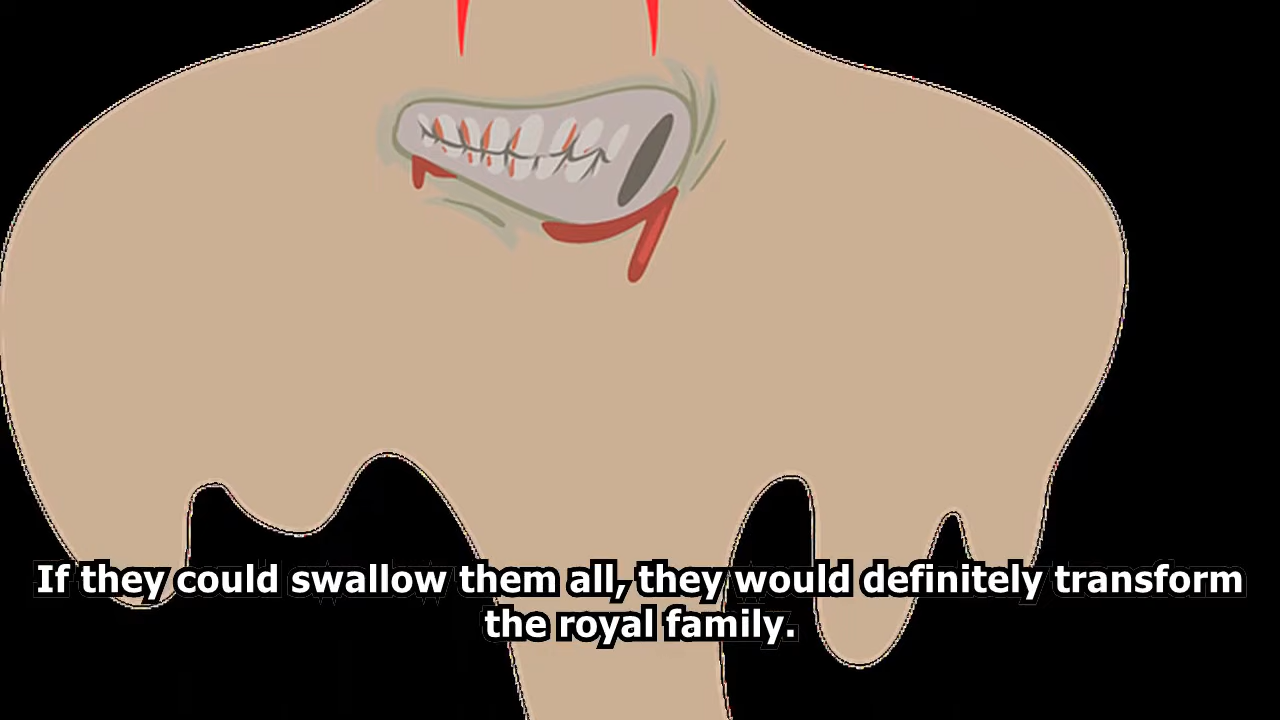 If they could swallow them all, they would definitely transform
the royal family.